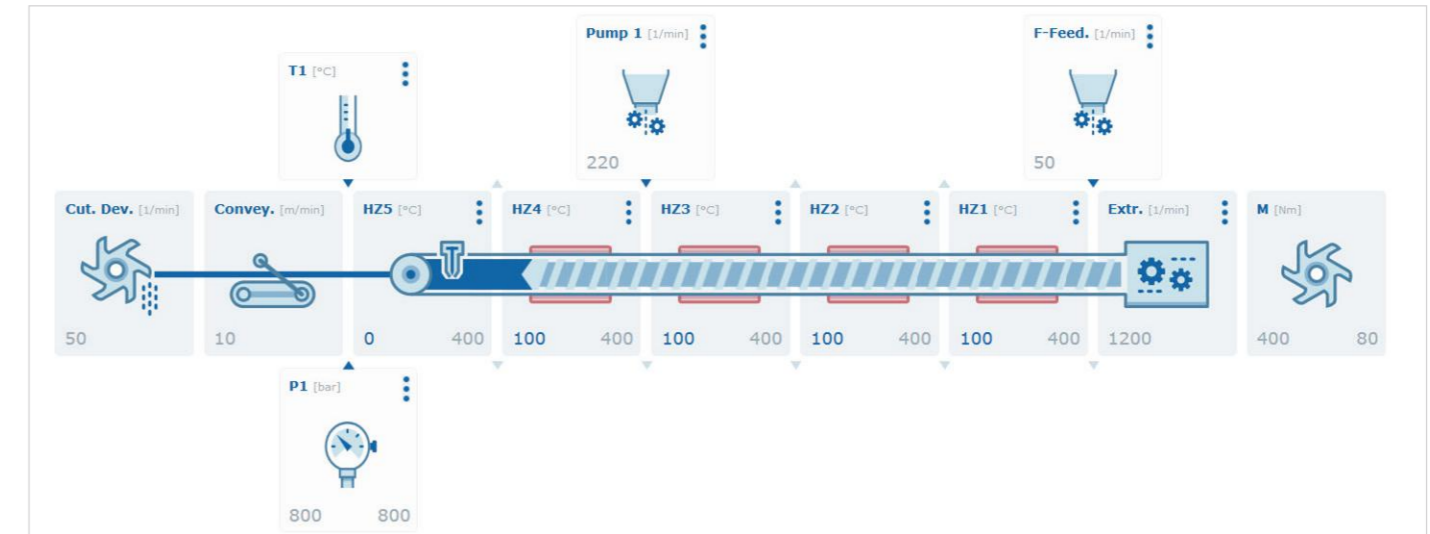 Pump 1 [1/min]
F-Feed. [1/min]
T1 [°C]
220
50
Cut. Dev. [1/min]
Convey. [m/min]
HZ5 [°C]
HZ4 [°C]
HZ3 [°C]
HZ2 [°C]
HZ1 [°C]
Extr. [1/min]
M [Nm]
50
10
0 400
100 400
100 400
100 400
100 400
1200
400 80
P1 [bar]
800 800